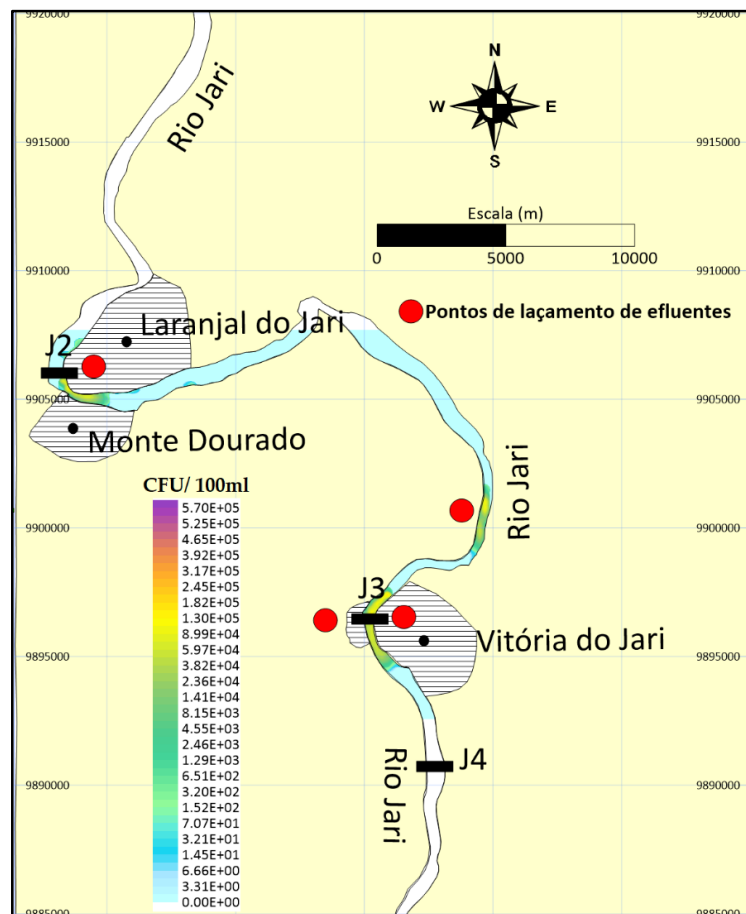 9920000
9920000
Rio Jari
N
W
E
S
9915000
9915000
Escala (m)
0
5000
10000
9910000
9910000
Pontos de laçamento de efluentes
Laranjal do Jari
J2
9905000
9905000
Monte Dourado
CFU/ 100ml
5.70E+05
5.25E+05
4.65E+05
3.92E+05
3.17E+05
2.45E+05
1.82E+05
1.30E+05
8.99E+04
5.97E+04
3.82E+04
2.36E+04
1.41E+04
8.15E+03
4.55E+03
2.46E+03
1.29E+03
6.51E+02
3.20E+02
1.52E+02
7.07E+01
3.21E+01
1.45E+01
6.66E+00
3.31E+00
0.00E+00
Rio Jari
9900000
9900000
J3
Vitória do Jari
9895000
9895000
J4
Rio Jari
9890000
9890000
9885000
9885000